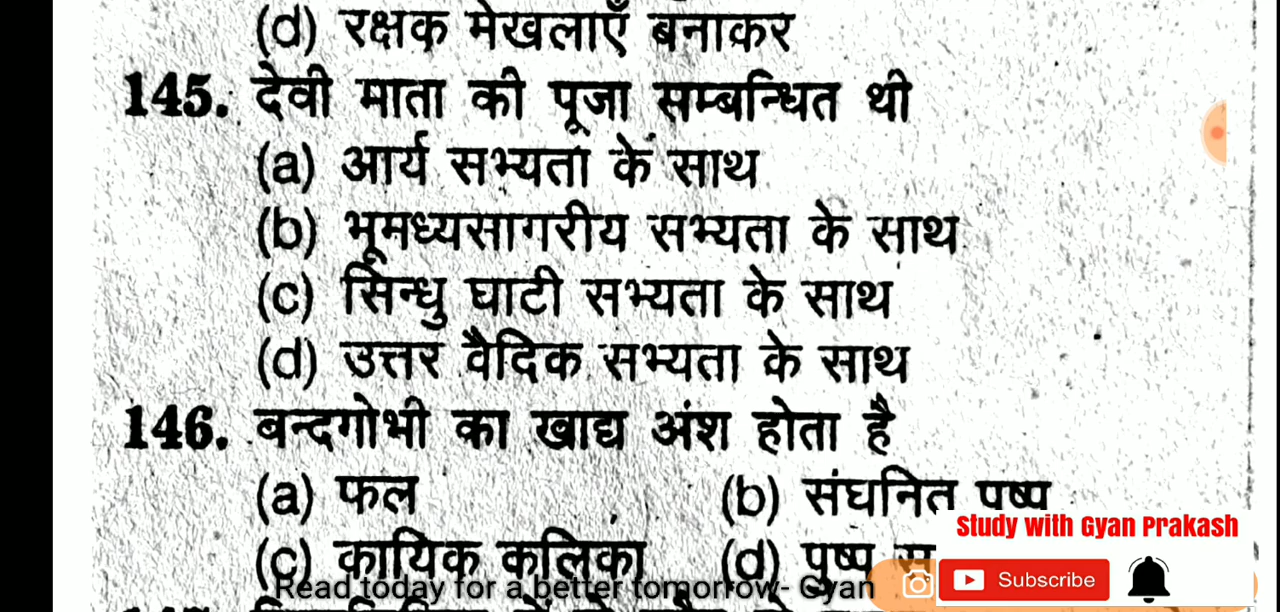 (d) रक्षक मेखलाएँ बनाकर
145. देवी माता की पूजा सम्बन्धित थी
(a) आर्य सभ्यता के साथ
(b) भूमध्यसागरीय सभ्यता के साथ
(c) सिन्धु घाटी सभ्यता के साथ
(d) उत्तर वैदिक सभ्यता के साथ
146. बन्दगोभी का खाद्य अंश होता है
(a) फल (b) संघनित पुष्प
Study with Gyan Prakash
(c) कायिक कलिका (d) पुष्प
Read today for a better tomorrow- Gyan
Subscribe